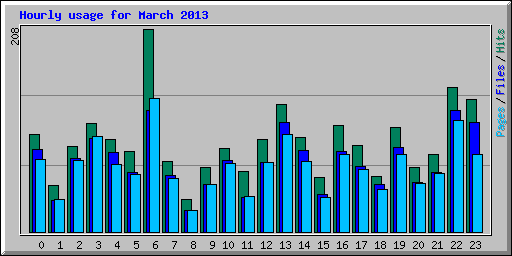 Hourly usage for March 2013
208
Pages / Files / Hits
0 1 2 3 4 5 6 7 8 9 10 11 12 13 14 15 16 17 18 19 20 21 22 23